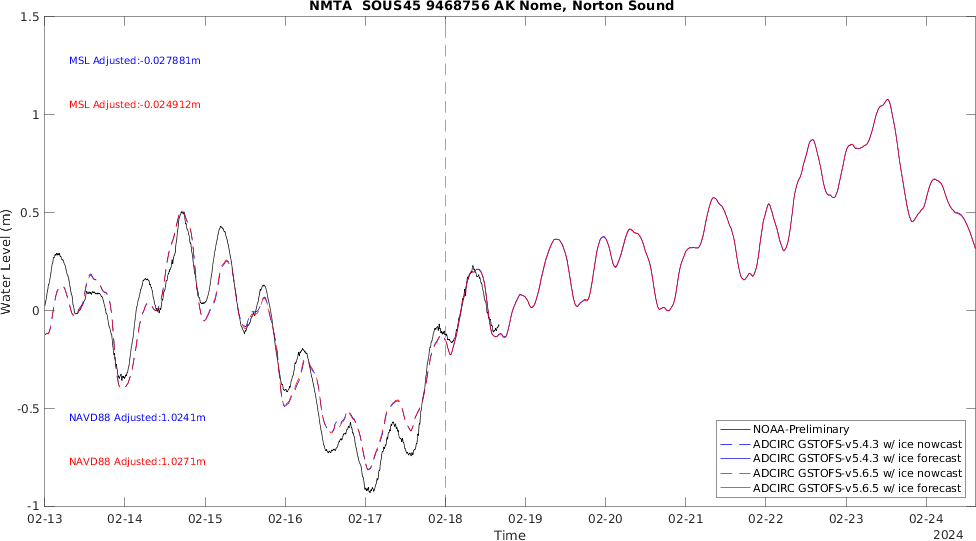 NMTA  SOUS45 9468756 AK Nome, Norton Sound
1.5
1
0.5
0
-0.5
-1
Water Level (m)
MSL Adjusted:-0.027881m
MSL Adjusted:-0.024912m
NAVD88 Adjusted:1.0241m
NAVD88 Adjusted:1.0271m
NOAA-Preliminary
ADCIRC GSTOFS-v5.4.3 w/ ice nowcast
ADCIRC GSTOFS-v5.4.3 w/ ice forecast
ADCIRC GSTOFS-v5.6.5 w/ ice nowcast
ADCIRC GSTOFS-v5.6.5 w/ ice forecast
02-13 02-14 02-15 02-16 02-17 02-18 02-19 02-20 02-21 02-22 02-23 02-24
Time
2024